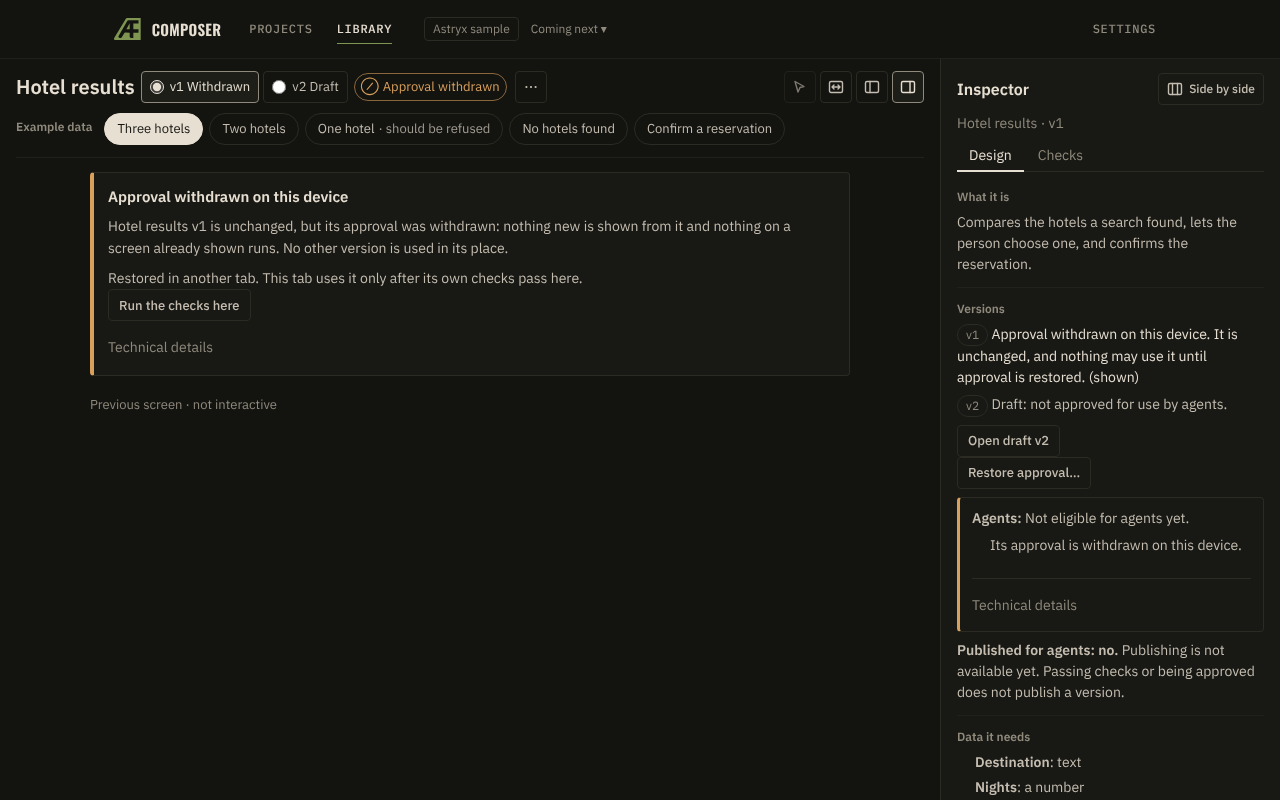 Æ COMPOSER PROJECTS LIBRARY Astryx sample Coming next ▾ SETTINGS
Hotel results v1 Withdrawn v2 Draft Approval withdrawn ...
Example data Three hotels Two hotels One hotel · should be refused No hotels found Confirm a reservation
Approval withdrawn on this device
Hotel results v1 is unchanged, but its approval was withdrawn: nothing new is shown from it and nothing on a
screen already shown runs. No other version is used in its place.
Restored in another tab. This tab uses it only after its own checks pass here.
Run the checks here
Technical details
Previous screen · not interactive
Inspector Side by side
Hotel results · v1
Design Checks
What it is
Compares the hotels a search found, lets the
person choose one, and confirms the
reservation.
Versions
v1 Approval withdrawn on this device. It is
unchanged, and nothing may use it until
approval is restored. (shown)
v2 Draft: not approved for use by agents.
Open draft v2
Restore approval...
Agents: Not eligible for agents yet.
Its approval is withdrawn on this device.
Technical details
Published for agents: no. Publishing is not
available yet. Passing checks or being approved
does not publish a version.
Data it needs
Destination: text
Nights: a number